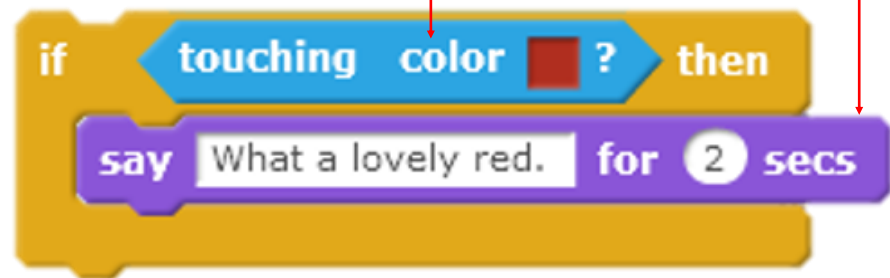 if touching color ? then
say What a lovely red. for 2 secs